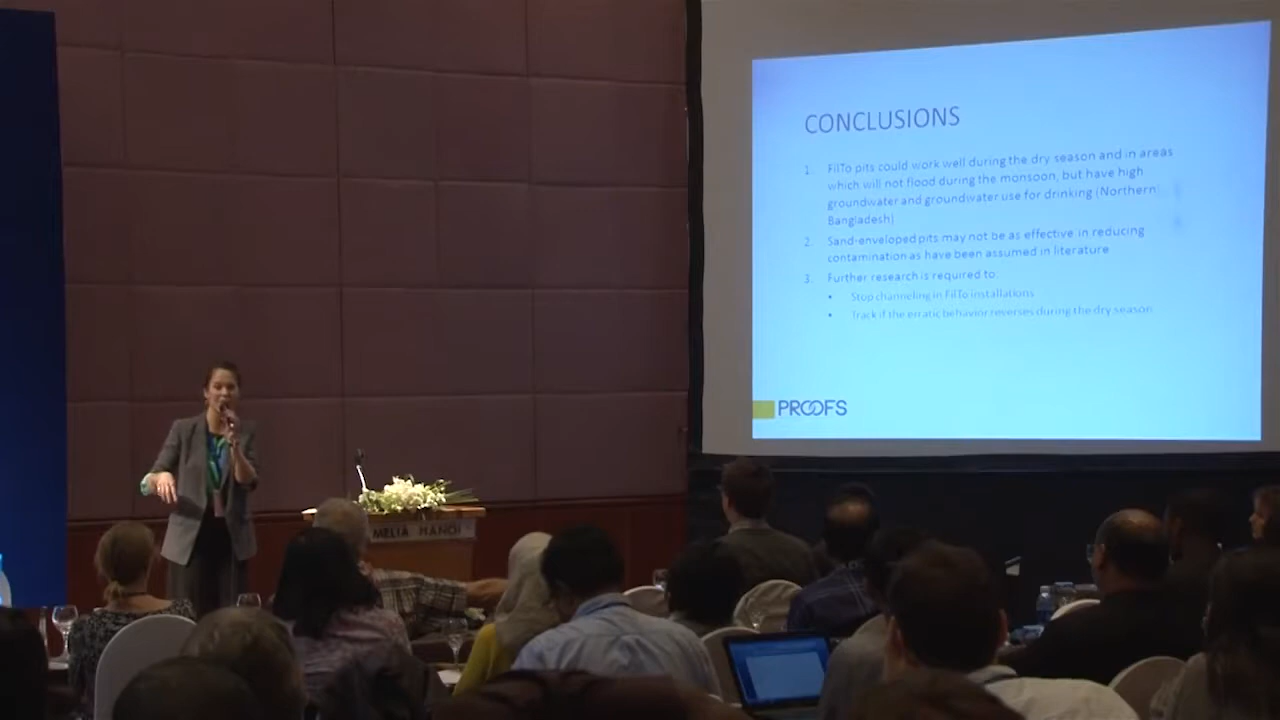 CONCLUSIONS
1. FilTo pits could work well during the dry season and in areas
which will not flood during the monsoon, but have high
groundwater and groundwater use for drinking (Northern
Bangladesh)
2. Sand-enveloped pits may not be as effective in reducing
contamination as have been assumed in literature
3. Further research is required to:
• Stop channeling in FilTo installations
• Track if the erratic behavior reverses during the dry season
PROOFS
MELIÁ HANOI